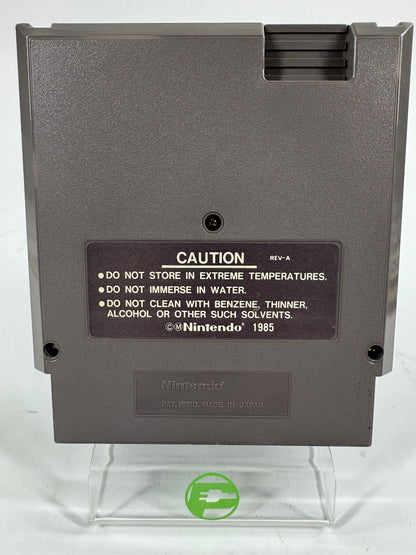 CAUTION REV-A
●DO NOT STORE IN EXTREME TEMPERATURES.
●DO NOT IMMERSE IN WATER.
●DO NOT CLEAN WITH BENZENE, THINNER,
ALCOHOL OR OTHER SUCH SOLVENTS.
©ⓂNintendo® 1985
Nintendo®
PAT. PEND. MADE IN JAPAN